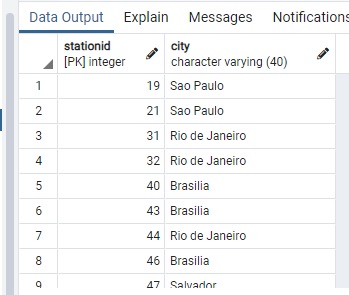 Data Output Explain Messages Notifications
stationid city
[PK] integer character varying (40)
1 19 Sao Paulo
2 21 Sao Paulo
3 31 Rio de Janeiro
4 32 Rio de Janeiro
5 40 Brasilia
6 43 Brasilia
7 44 Rio de Janeiro
8 46 Brasilia
9 47 Salvador